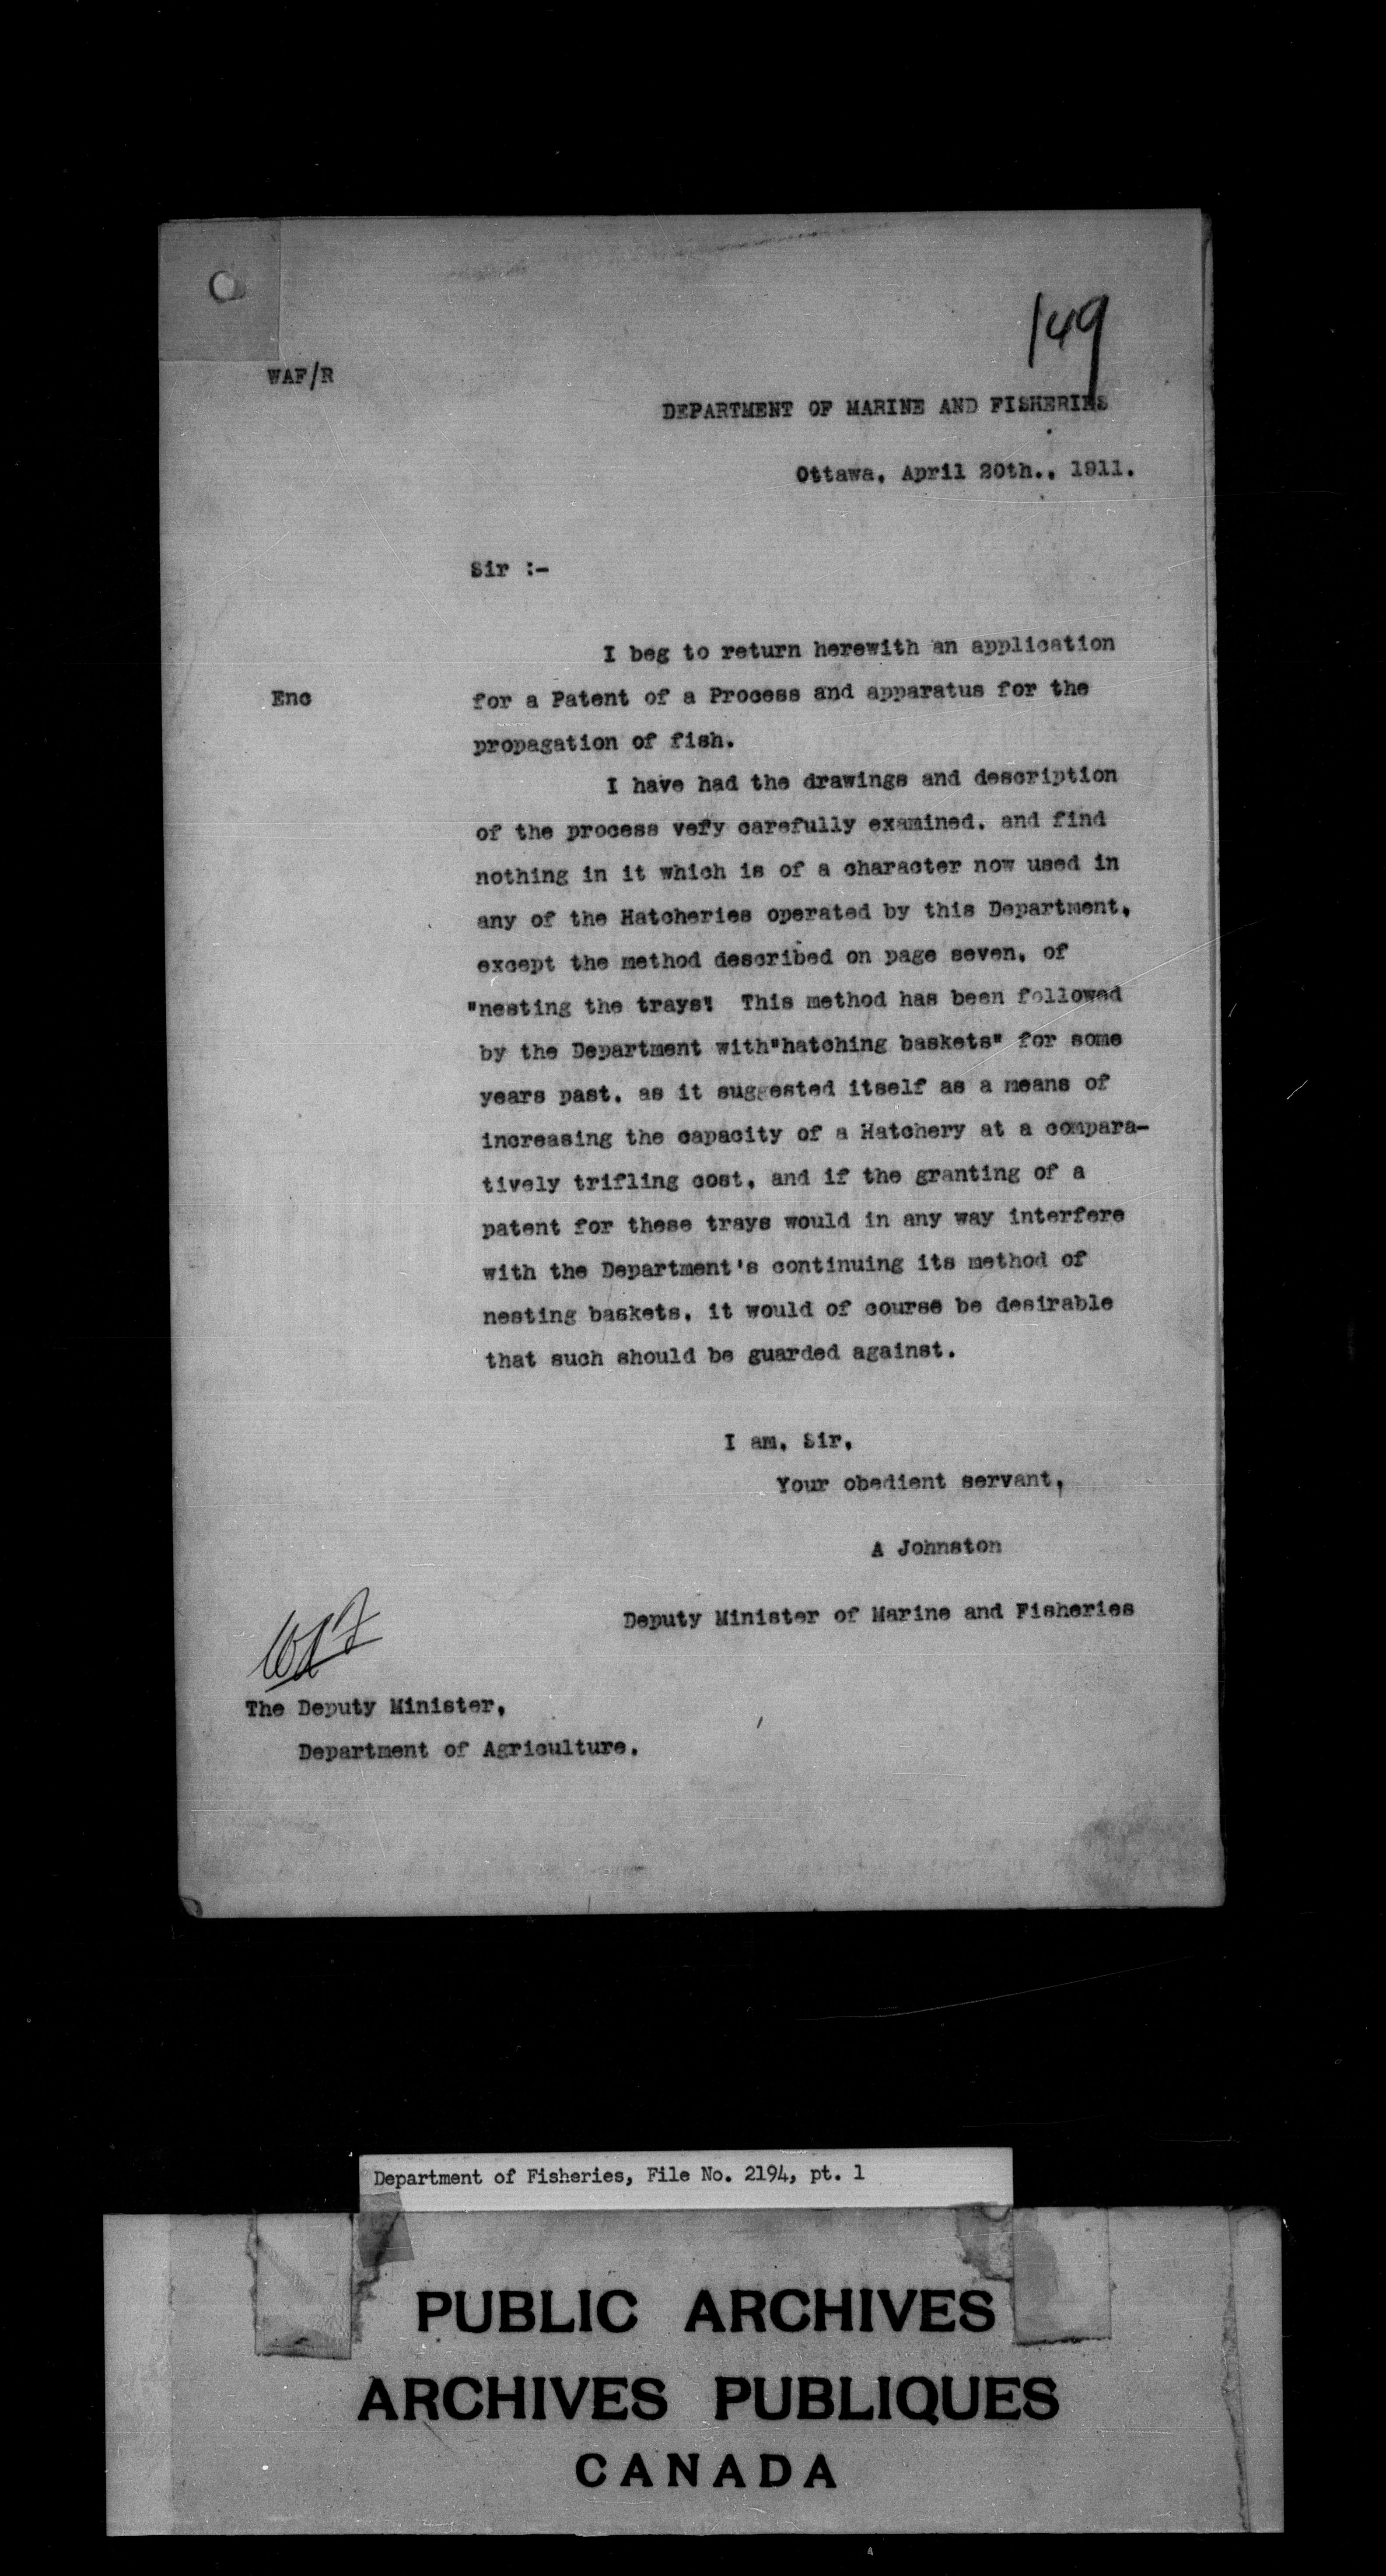 149
WAF/R
DEPARTMENT OF MARINE AND FISHERIES
Ottawa, April 20th., 1911.
Sir :-
I beg to return herewith an application
Enc
for a Patent of a Process and apparatus for the
propagation of fish.
I have had the drawings and description
of the process very carefully examined, and find
nothing in it which is of a character now used in
any of the Hatcheries operated by this Department,
except the method described on page seven, of
"nesting the trays" This method has been followed
by the Department with"hatching baskets" for some
years past, as it suggested itself as a means of
increasing the capacity of a Hatchery at a compara-
tively trifling cost, and if the granting of a
patent for these trays would in any way interfere
with the Department's continuing its method of
nesting baskets, it would of course be desirable
that such should be guarded against.
I am, Sir,
Your obedient servant,
A Johnston
Deputy Minister of Marine and Fisheries
The Deputy Minister,
Department of Agriculture.
Department of Fisheries, File No. 2194, pt. 1
PUBLIC ARCHIVES
ARCHIVES PUBLIQUES
CANADA